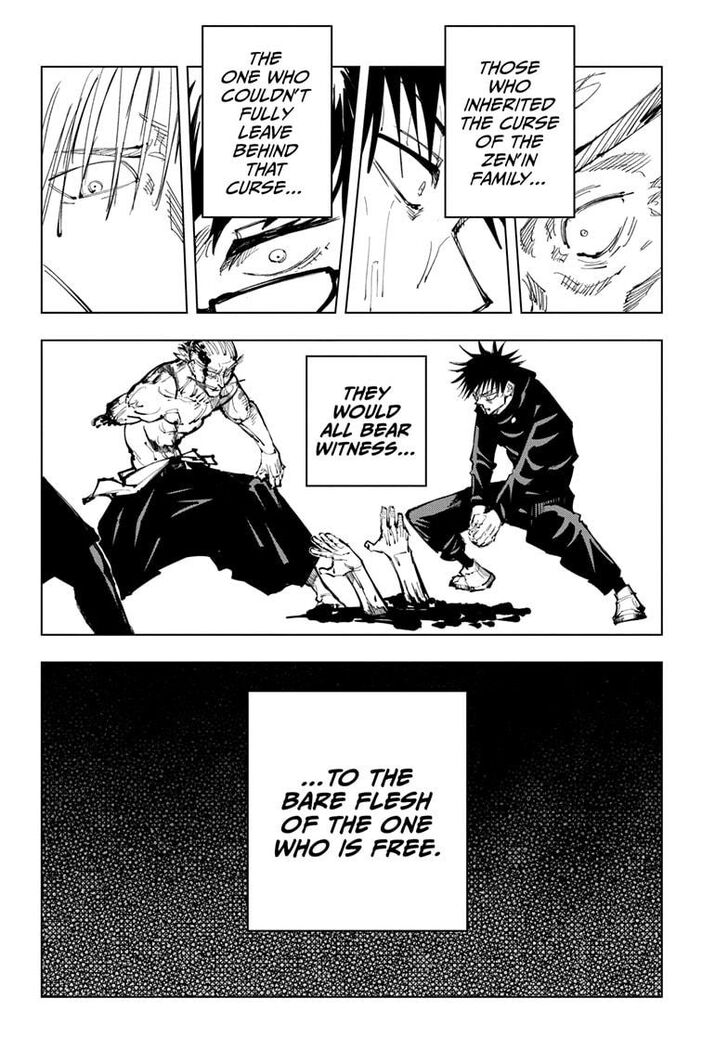 THOSE
WHO
INHERITED
THE CURSE
OF THE
ZEN'IN
FAMILY...
THE
ONE WHO
COULDN'T
FULLY
LEAVE
BEHIND
THAT
CURSE...
THEY
WOULD
ALL BEAR
WITNESS...
...TO THE
BARE FLESH
OF THE ONE
WHO IS FREE.